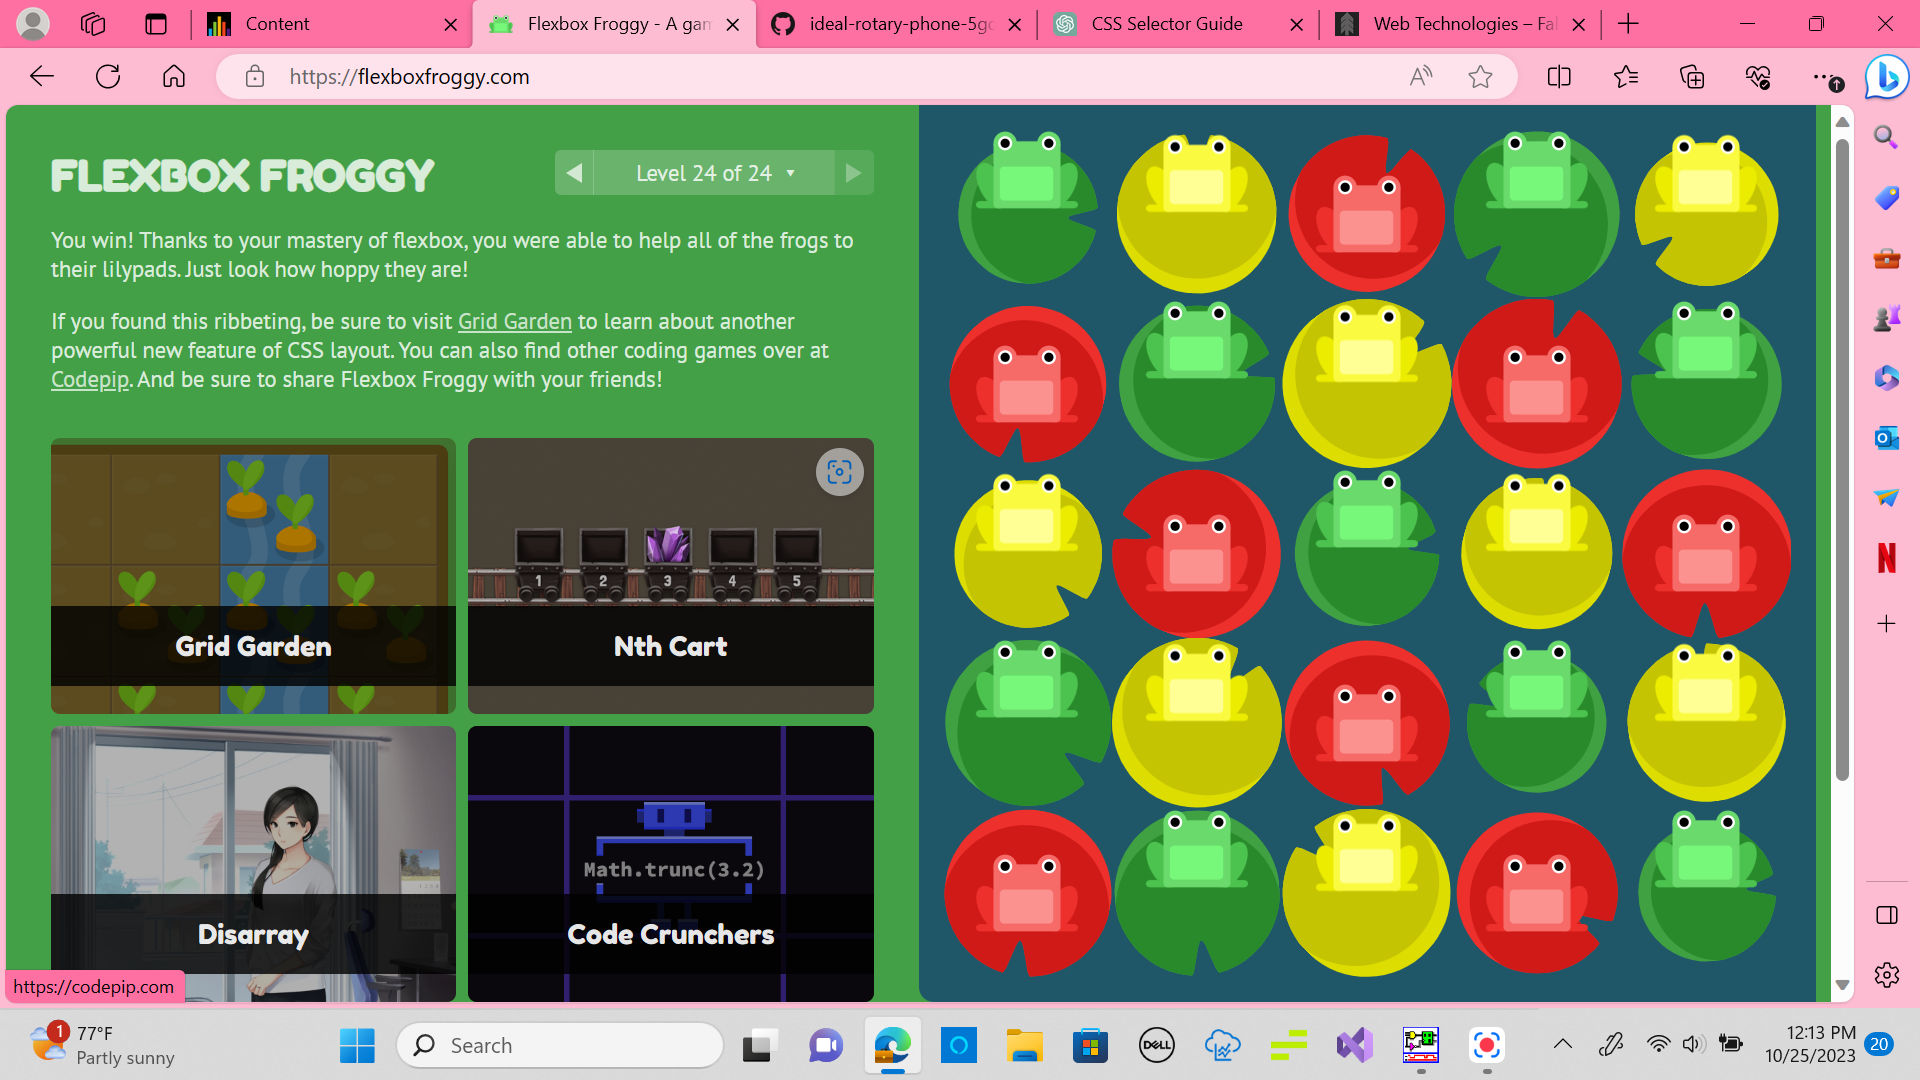 Content
Flexbox Froggy - A gam
ideal-rotary-phone-5g
CSS Selector Guide
Web Technologies – Fal
https://flexboxfroggy.com
FLEXBOX FROGGY
Level 24 of 24
You win! Thanks to your mastery of flexbox, you were able to help all of the frogs to
their lilypads. Just look how hoppy they are!
If you found this ribbeting, be sure to visit Grid Garden to learn about another
powerful new feature of CSS layout. You can also find other coding games over at
Codepip. And be sure to share Flexbox Froggy with your friends!
1 2 3 4 5
Grid Garden
Nth Cart
Math.trunc(3.2)
Disarray
Code Crunchers
https://codepip.com
1
77°F
Partly sunny
Search
DELL
12:13 PM
10/25/2023
20